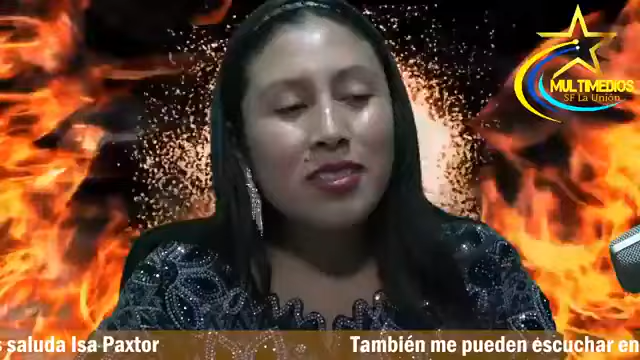 MULTIMEDIOS
SF La Unión
saluda Isa Paxtor
También me pueden escuchar en